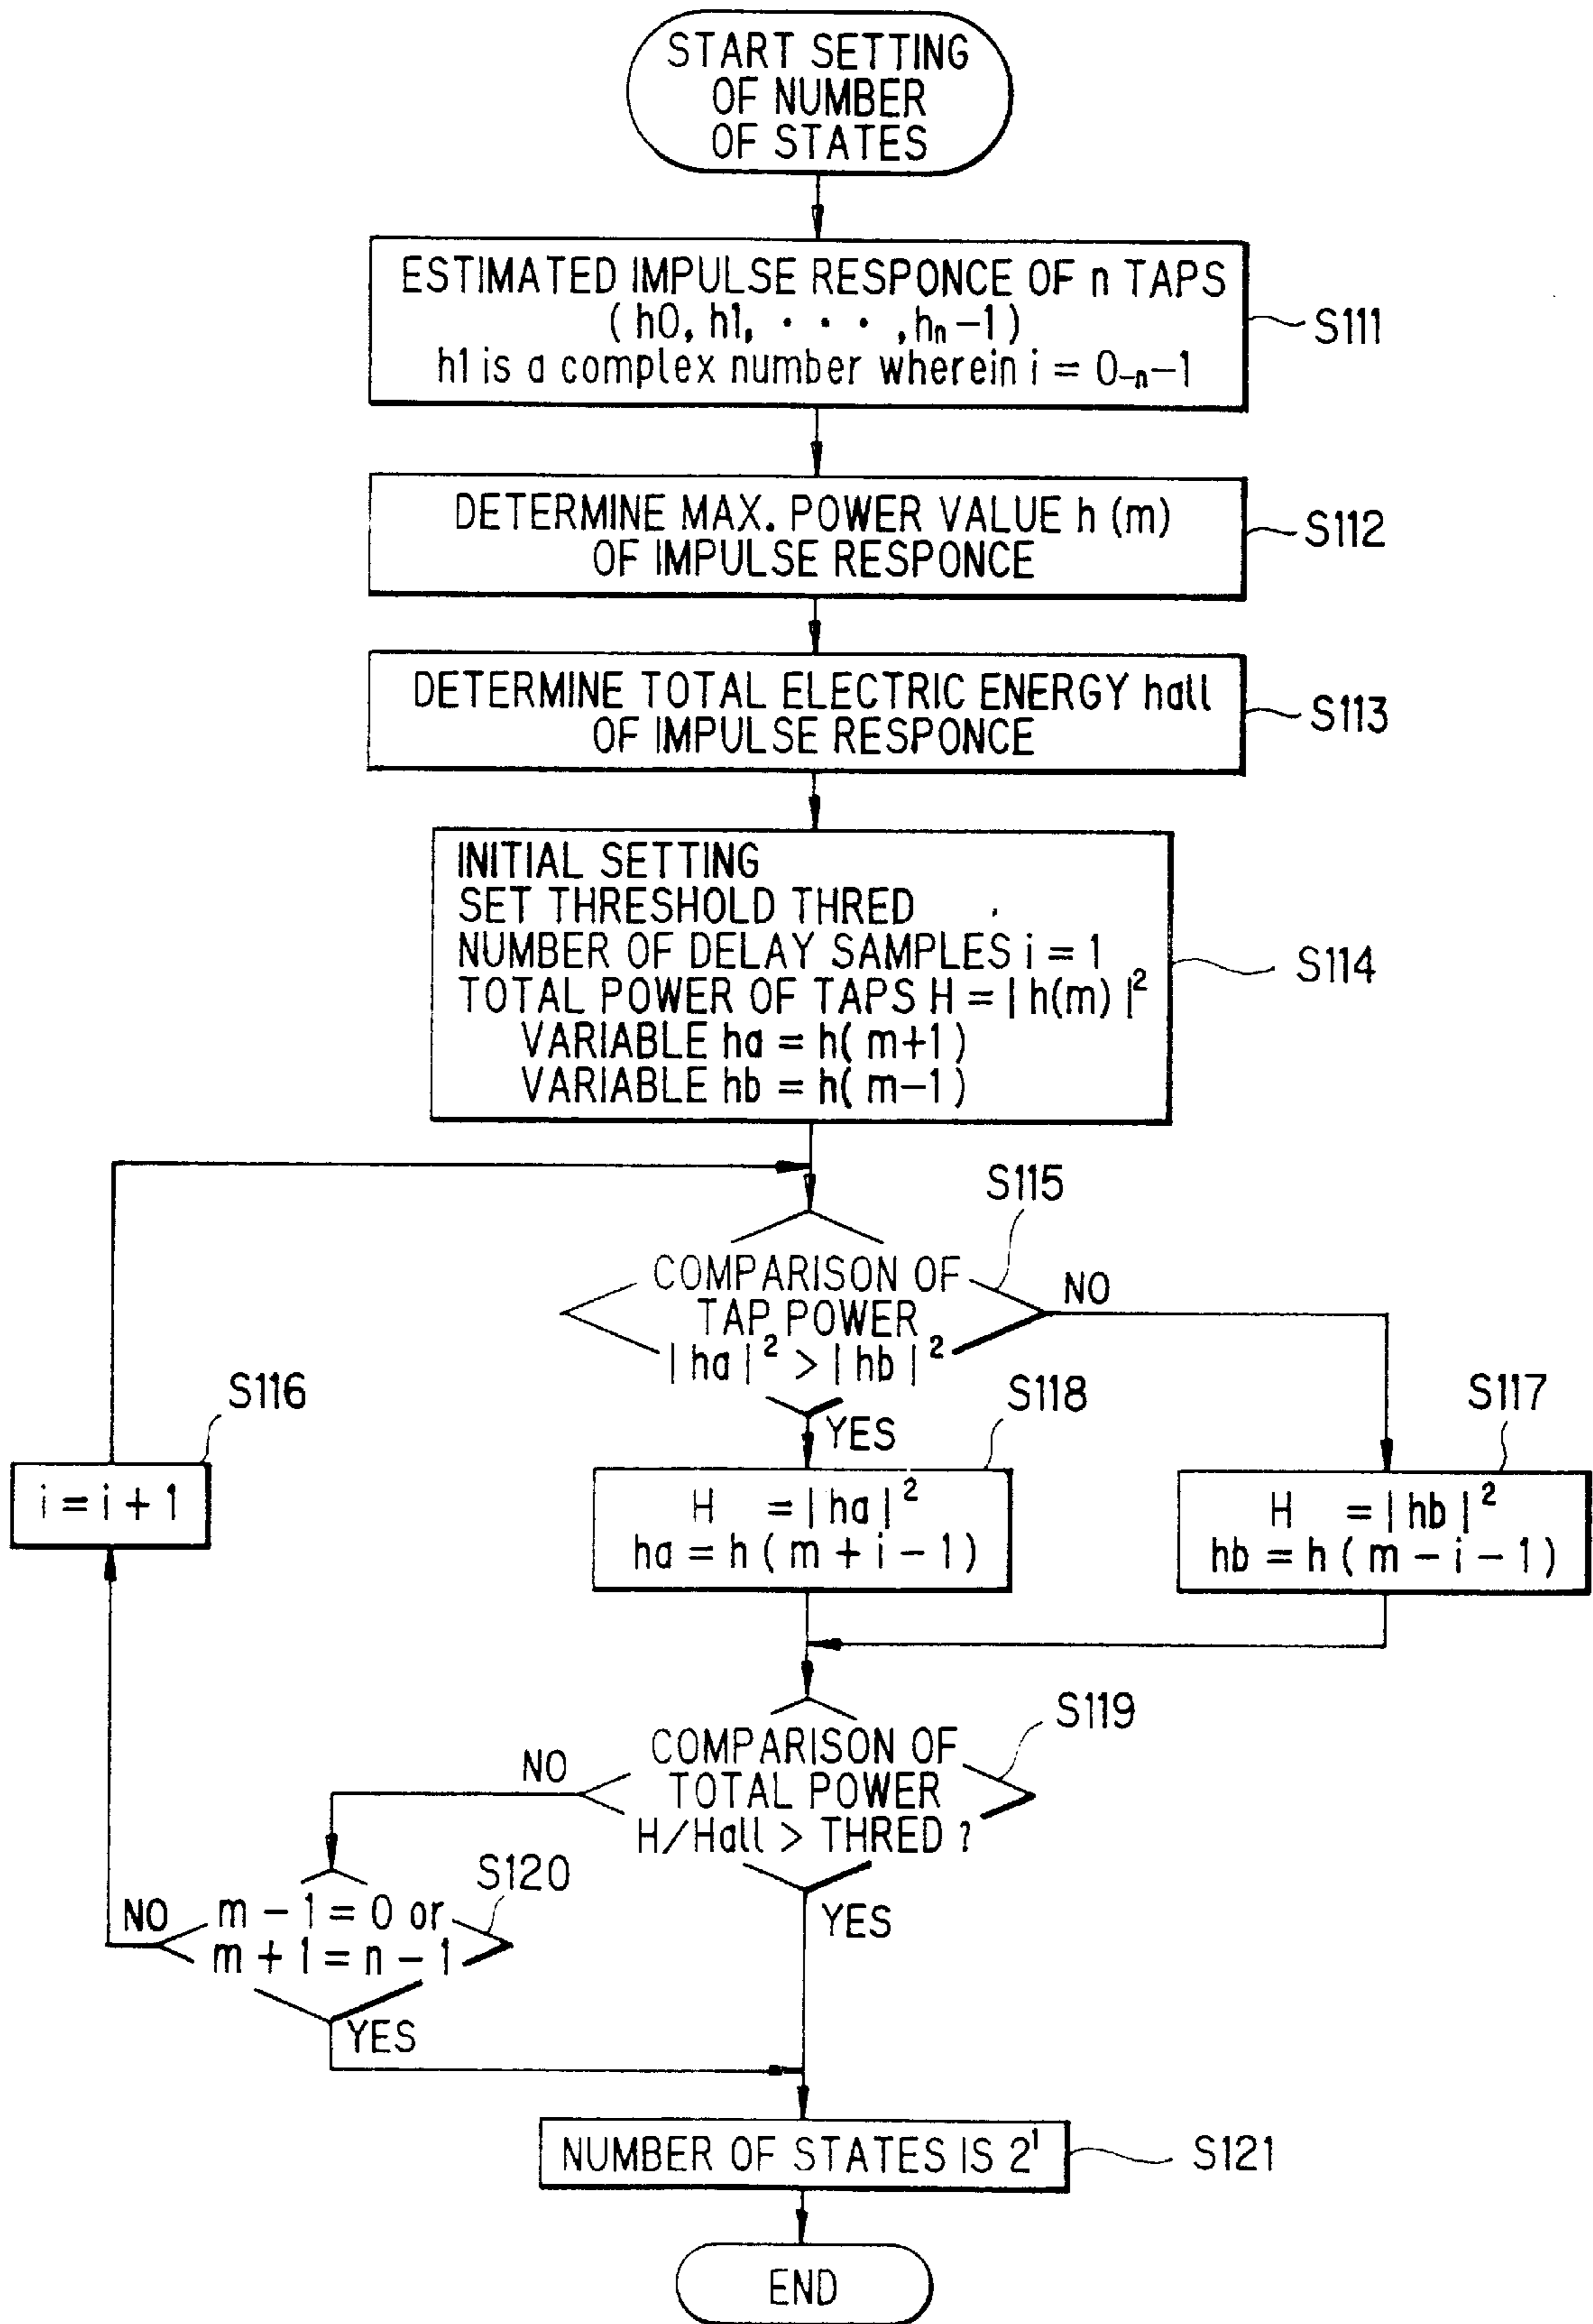 START SETTING
OF NUMBER
OF STATES
ESTIMATED IMPULSE RESPONCE OF n TAPS
(h0, h1, · · · , hn −1)
h1 is a complex number wherein i = 0-n−1
S111
DETERMINE MAX. POWER VALUE h (m)
OF IMPULSE RESPONCE
S112
DETERMINE TOTAL ELECTRIC ENERGY hall
OF IMPULSE RESPONCE
S113
INITIAL SETTING
SET THRESHOLD THRED
NUMBER OF DELAY SAMPLES i = 1
TOTAL POWER OF TAPS H = | h(m) |²
VARIABLE ha = h( m+1)
VARIABLE hb = h( m−1)
S114
S115
COMPARISON OF
TAP POWER
| ha |² > | hb |²
NO
YES
S116
i = i + 1
S118
H = | ha |²
ha = h ( m + i − 1)
S117
H = | hb |²
hb = h ( m − i − 1)
S119
COMPARISON OF
TOTAL POWER
H/Hall > THRED ?
NO
YES
S120
m − 1 = 0 or
m + 1 = n − 1
NO
YES
NUMBER OF STATES IS 2¹
S121
END